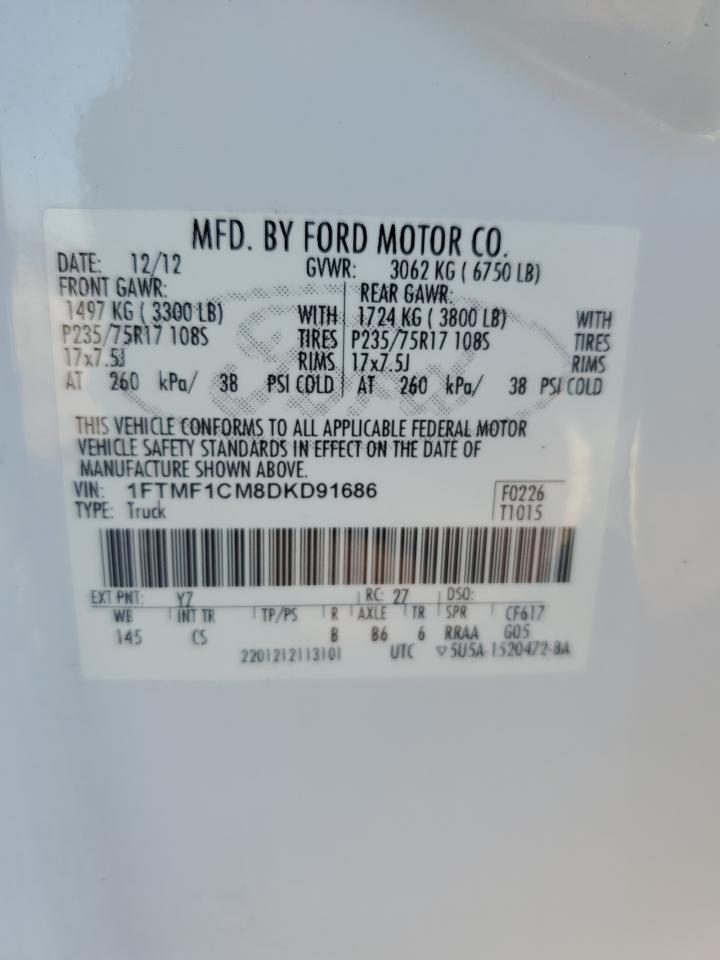 MFD. BY FORD MOTOR CO.
DATE: 12/12 GVWR: 3062 KG ( 6750 LB)
FRONT GAWR: REAR GAWR:
1497 KG ( 3300 LB) WITH 1724 KG ( 3800 LB) WITH
P235/75R17 108S TIRES P235/75R17 108S TIRES
17x7.5J RIMS 17x7.5J RIMS
AT 260 kPa/ 38 PSI COLD AT 260 kPa/ 38 PSI COLD
Ford
THIS VEHICLE CONFORMS TO ALL APPLICABLE FEDERAL MOTOR
VEHICLE SAFETY STANDARDS IN EFFECT ON THE DATE OF
MANUFACTURE SHOWN ABOVE.
VIN: 1FTMF1CM8DKD91686 F0226
TYPE: Truck T1015
EXT PNT: YZ RC: 27 DSO:
WB INT TR TP/PS R AXLE TR SPR CF617
145 CS B B6 6 RRAA G05
2201212113101 UTC ▽5U5A-1520472-BA